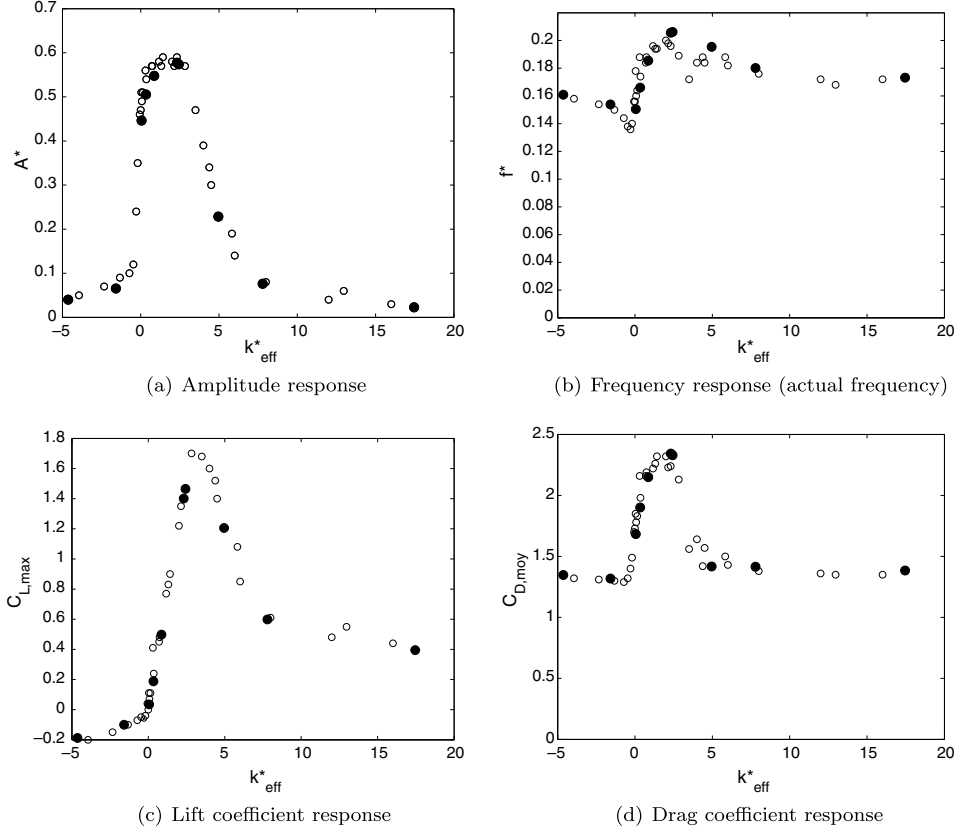 0.7
0.6
0.5
0.4
0.3
0.2
0.1
0
A*
−5 0 5 10 15 20
k*eff
(a) Amplitude response
0.2
0.18
0.16
0.14
0.12
0.1
0.08
0.06
0.04
0.02
0
f*
−5 0 5 10 15 20
k*eff
(b) Frequency response (actual frequency)
1.8
1.6
1.4
1.2
1
0.8
0.6
0.4
0.2
0
−0.2
CL,max
−5 0 5 10 15 20
k*eff
(c) Lift coefficient response
2.5
2
1.5
1
0.5
0
CD,moy
−5 0 5 10 15 20
k*eff
(d) Drag coefficient response